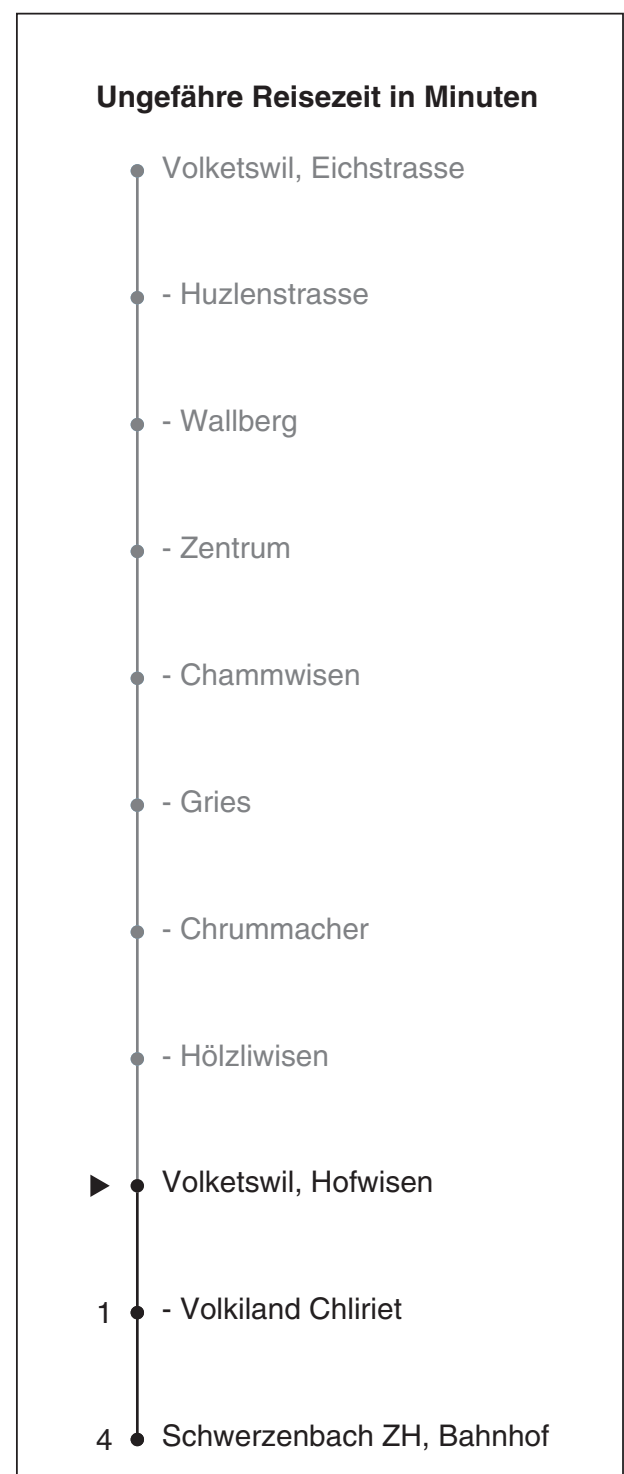 Ungefähre Reisezeit in Minuten
Volketswil, Eichstrasse
- Huzlenstrasse
- Wallberg
- Zentrum
- Chammwisen
- Gries
- Chrummacher
- Hölzliwisen
Volketswil, Hofwisen
1 - Volkiland Chliriet
4 Schwerzenbach ZH, Bahnhof